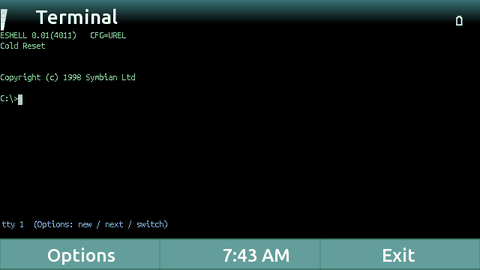 Terminal
ESHELL 0.01(4011)   CFG=UREL
Cold Reset
Copyright (c) 1998 Symbian Ltd
C:\>
tty 1  (Options: new / next / switch)
Options
7:43 AM
Exit